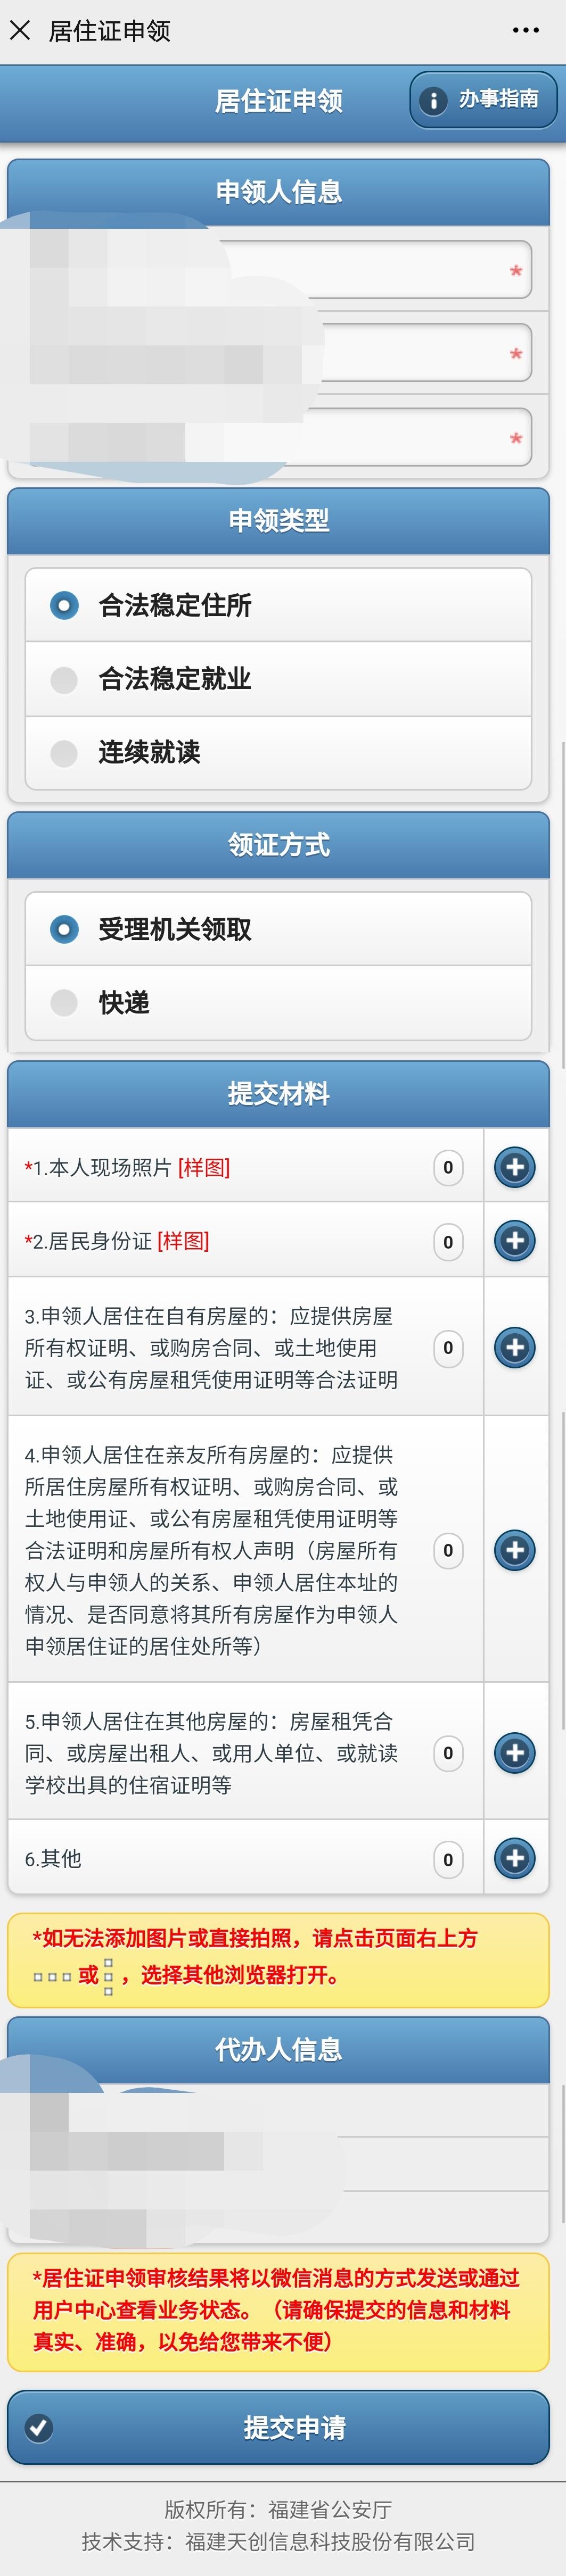 居住证申领
居住证申领
办事指南
申领人信息
*
*
*
申领类型
合法稳定住所
合法稳定就业
连续就读
领证方式
受理机关领取
快递
提交材料
*1.本人现场照片 [样图] 0
*2.居民身份证 [样图] 0
3.申领人居住在自有房屋的：应提供房屋
所有权证明、或购房合同、或土地使用
证、或公有房屋租凭使用证明等合法证明
0
4.申领人居住在亲友所有房屋的：应提供
所居住房屋所有权证明、或购房合同、或
土地使用证、或公有房屋租凭使用证明等
合法证明和房屋所有权人声明（房屋所有
权人与申领人的关系、申领人居住本址的
情况、是否同意将其所有房屋作为申领人
申领居住证的居住处所等）
0
5.申领人居住在其他房屋的：房屋租凭合
同、或房屋出租人、或用人单位、或就读
学校出具的住宿证明等
0
6.其他 0
*如无法添加图片或直接拍照，请点击页面右上方
或 ，选择其他浏览器打开。
代办人信息
*居住证申领审核结果将以微信消息的方式发送或通过
用户中心查看业务状态。（请确保提交的信息和材料
真实、准确，以免给您带来不便）
提交申请
版权所有：福建省公安厅
技术支持：福建天创信息科技股份有限公司